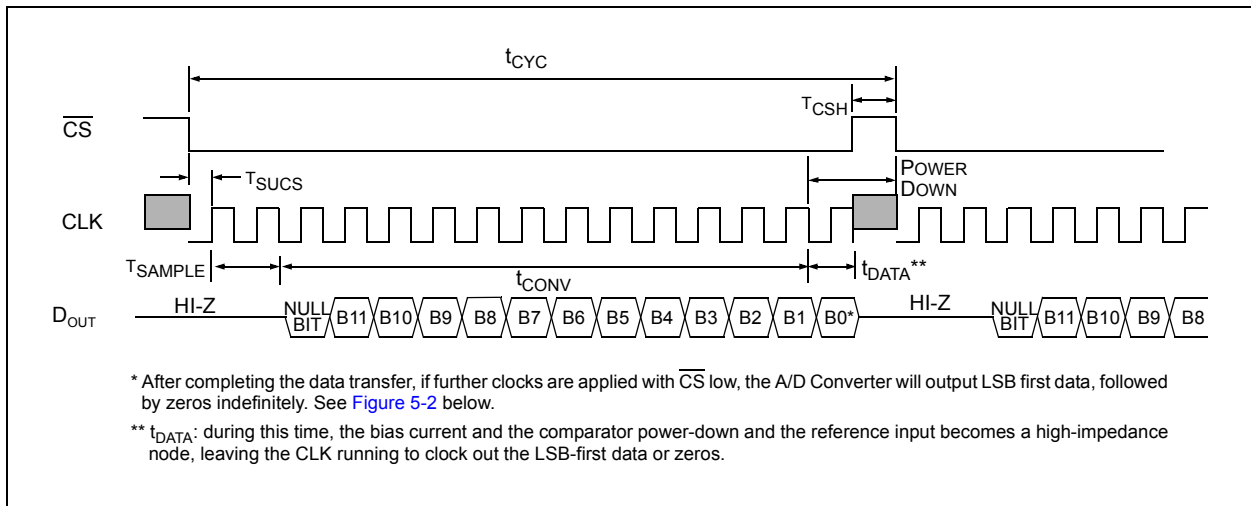 tCYC
TCSH
CS
POWER
DOWN
TSUCS
CLK
TSAMPLE
tCONV
tDATA**
DOUT
HI-Z
NULL
BIT
B11 B10 B9 B8 B7 B6 B5 B4 B3 B2 B1 B0*
HI-Z
NULL
BIT
B11 B10 B9 B8
* After completing the data transfer, if further clocks are applied with CS low, the A/D Converter will output LSB first data, followed
by zeros indefinitely. See Figure 5-2 below.
** tDATA: during this time, the bias current and the comparator power-down and the reference input becomes a high-impedance
node, leaving the CLK running to clock out the LSB-first data or zeros.